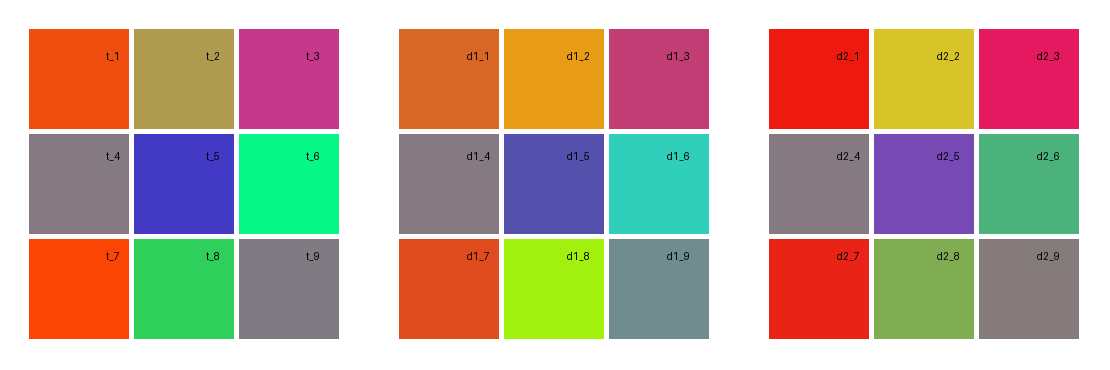 t_1 t_2 t_3 d1_1 d1_2 d1_3 d2_1 d2_2 d2_3
t_4 t_5 t_6 d1_4 d1_5 d1_6 d2_4 d2_5 d2_6
t_7 t_8 t_9 d1_7 d1_8 d1_9 d2_7 d2_8 d2_9